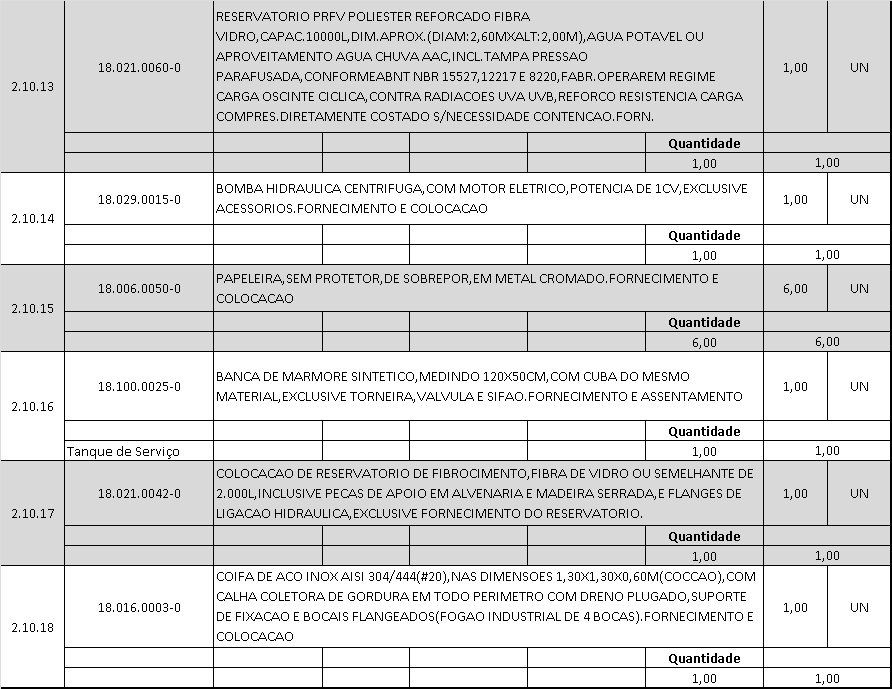 2.10.13
18.021.0060-0
RESERVATORIO PRFV POLIESTER REFORCADO FIBRA
VIDRO,CAPAC.10000L,DIM.APROX.(DIAM:2,60MXALT:2,00M),AGUA POTAVEL OU
APROVEITAMENTO AGUA CHUVA AAC,INCL.TAMPA PRESSAO
PARAFUSADA,CONFORMEABNT NBR 15527,12217 E 8220,FABR.OPERAREM REGIME
CARGA OSCINTE CICLICA,CONTRA RADIACOES UVA UVB,REFORCO RESISTENCIA CARGA
COMPRES.DIRETAMENTE COSTADO S/NECESSIDADE CONTENCAO.FORN.
1,00 UN
Quantidade
1,00 1,00
2.10.14
18.029.0015-0
BOMBA HIDRAULICA CENTRIFUGA,COM MOTOR ELETRICO,POTENCIA DE 1CV,EXCLUSIVE
ACESSORIOS.FORNECIMENTO E COLOCACAO
1,00 UN
Quantidade
1,00 1,00
2.10.15
18.006.0050-0
PAPELEIRA,SEM PROTETOR,DE SOBREPOR,EM METAL CROMADO.FORNECIMENTO E
COLOCACAO
6,00 UN
Quantidade
6,00 6,00
2.10.16
18.100.0025-0
BANCA DE MARMORE SINTETICO,MEDINDO 120X50CM,COM CUBA DO MESMO
MATERIAL,EXCLUSIVE TORNEIRA,VALVULA E SIFAO.FORNECIMENTO E ASSENTAMENTO
1,00 UN
Quantidade
Tanque de Serviço 1,00 1,00
2.10.17
18.021.0042-0
COLOCACAO DE RESERVATORIO DE FIBROCIMENTO,FIBRA DE VIDRO OU SEMELHANTE DE
2.000L,INCLUSIVE PECAS DE APOIO EM ALVENARIA E MADEIRA SERRADA,E FLANGES DE
LIGACAO HIDRAULICA,EXCLUSIVE FORNECIMENTO DO RESERVATORIO.
1,00 UN
Quantidade
1,00 1,00
2.10.18
18.016.0003-0
COIFA DE ACO INOX AISI 304/444(#20),NAS DIMENSOES 1,30X1,30X0,60M(COCCAO),COM
CALHA COLETORA DE GORDURA EM TODO PERIMETRO COM DRENO PLUGADO,SUPORTE
DE FIXACAO E BOCAIS FLANGEADOS(FOGAO INDUSTRIAL DE 4 BOCAS).FORNECIMENTO E
COLOCACAO
1,00 UN
Quantidade
1,00 1,00